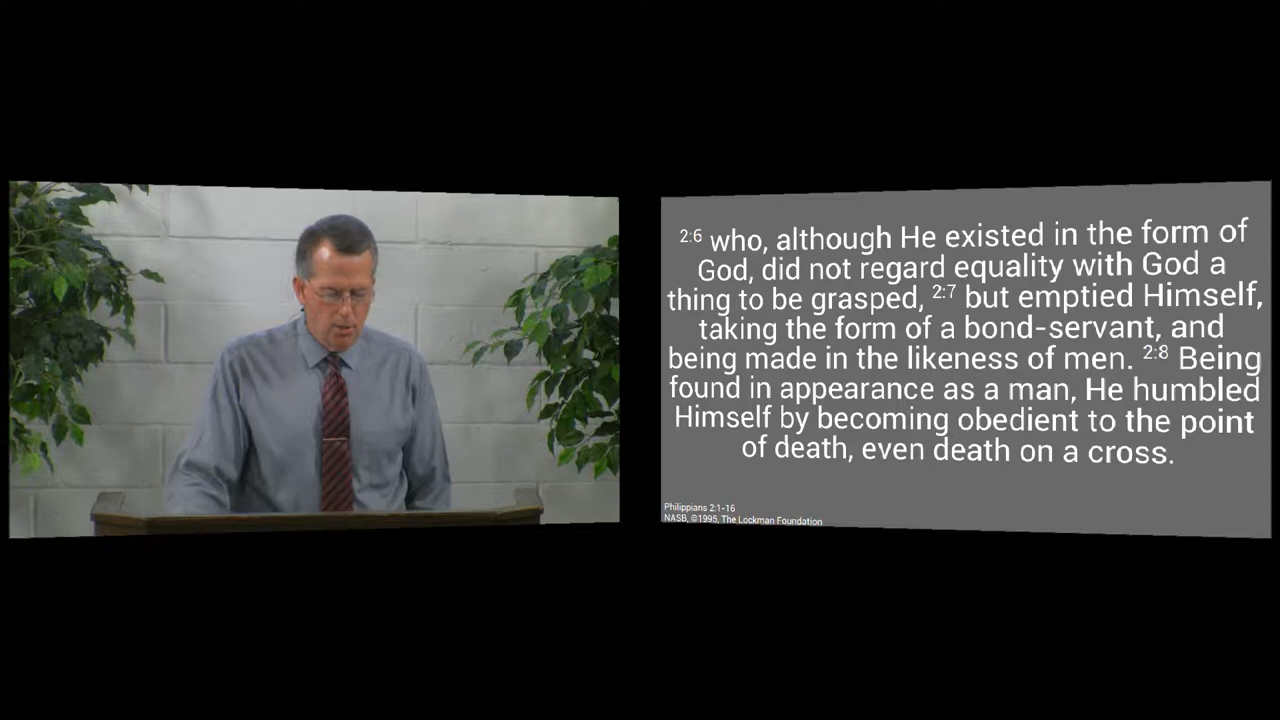 2:6 who, although He existed in the form of
God, did not regard equality with God a
thing to be grasped, 2:7 but emptied Himself,
taking the form of a bond-servant, and
being made in the likeness of men. 2:8 Being
found in appearance as a man, He humbled
Himself by becoming obedient to the point
of death, even death on a cross.
Philippians 2:1-16
NASB, ©1995, The Lockman Foundation